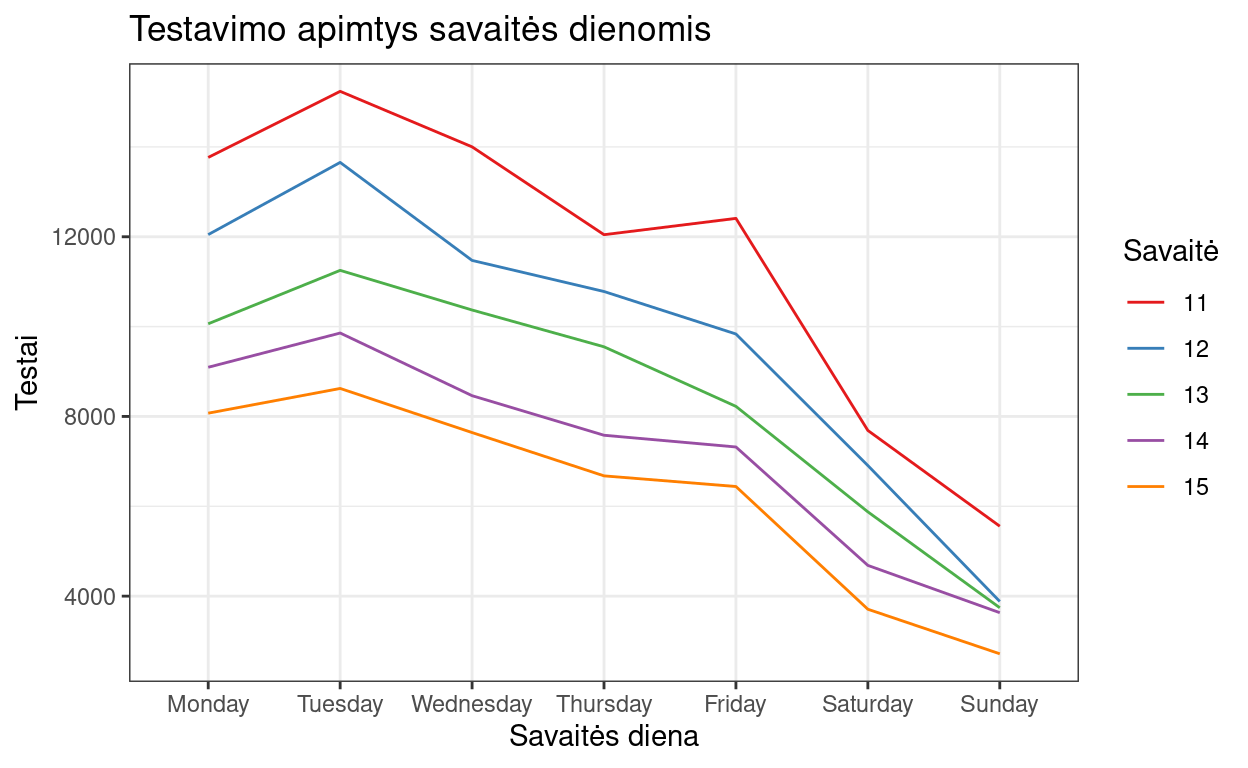 Testavimo apimtys savaitės dienomis
Testai
12000
8000
4000
Monday Tuesday Wednesday Thursday Friday Saturday Sunday
Savaitės diena
Savaitė
11
12
13
14
15